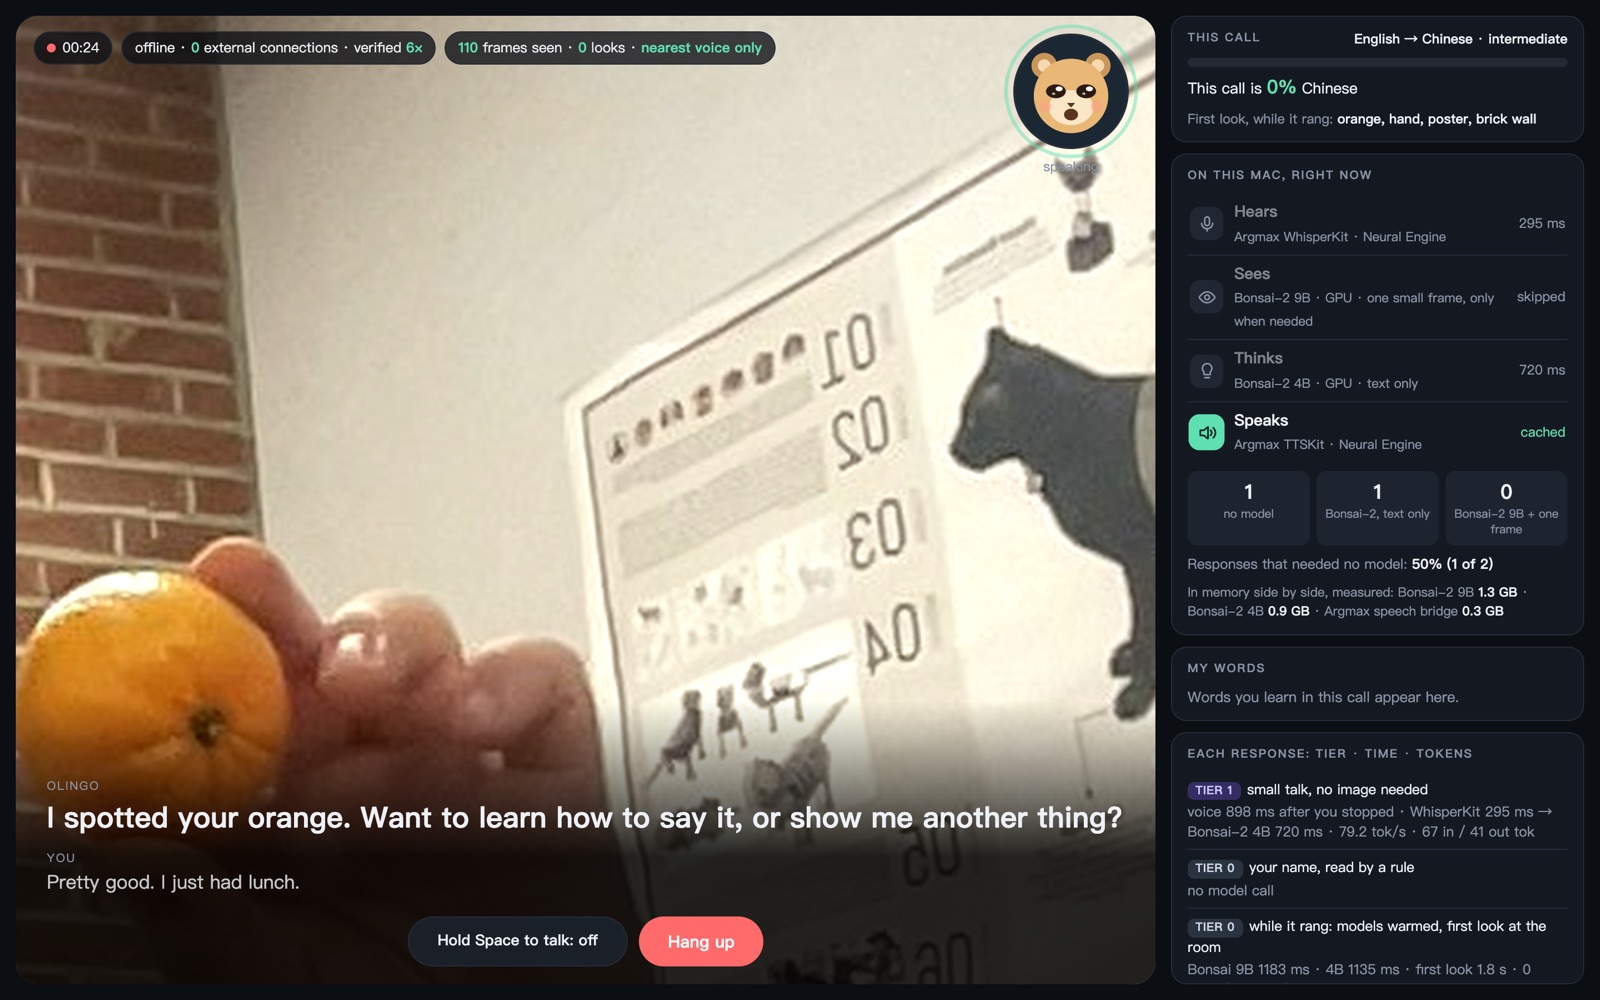 00:24
offline · 0 external connections · verified 6×
110 frames seen · 0 looks · nearest voice only
speaking
01
02
03
04
05
06
OLINGO
I spotted your orange. Want to learn how to say it, or show me another thing?
YOU
Pretty good. I just had lunch.
Hold Space to talk: off
Hang up
THIS CALL
English → Chinese · intermediate
This call is 0% Chinese
First look, while it rang: orange, hand, poster, brick wall
ON THIS MAC, RIGHT NOW
Hears
Argmax WhisperKit · Neural Engine
295 ms
Sees
Bonsai-2 9B · GPU · one small frame, only
when needed
skipped
Thinks
Bonsai-2 4B · GPU · text only
720 ms
Speaks
Argmax TTSKit · Neural Engine
cached
1
no model
1
Bonsai-2, text only
0
Bonsai-2 9B + one
frame
Responses that needed no model: 50% (1 of 2)
In memory side by side, measured: Bonsai-2 9B 1.3 GB ·
Bonsai-2 4B 0.9 GB · Argmax speech bridge 0.3 GB
MY WORDS
Words you learn in this call appear here.
EACH RESPONSE: TIER · TIME · TOKENS
TIER 1 small talk, no image needed
voice 898 ms after you stopped · WhisperKit 295 ms →
Bonsai-2 4B 720 ms · 79.2 tok/s · 67 in / 41 out tok
TIER 0 your name, read by a rule
no model call
TIER 0 while it rang: models warmed, first look at the
room
Bonsai 9B 1183 ms · 4B 1135 ms · first look 1.8 s · 0